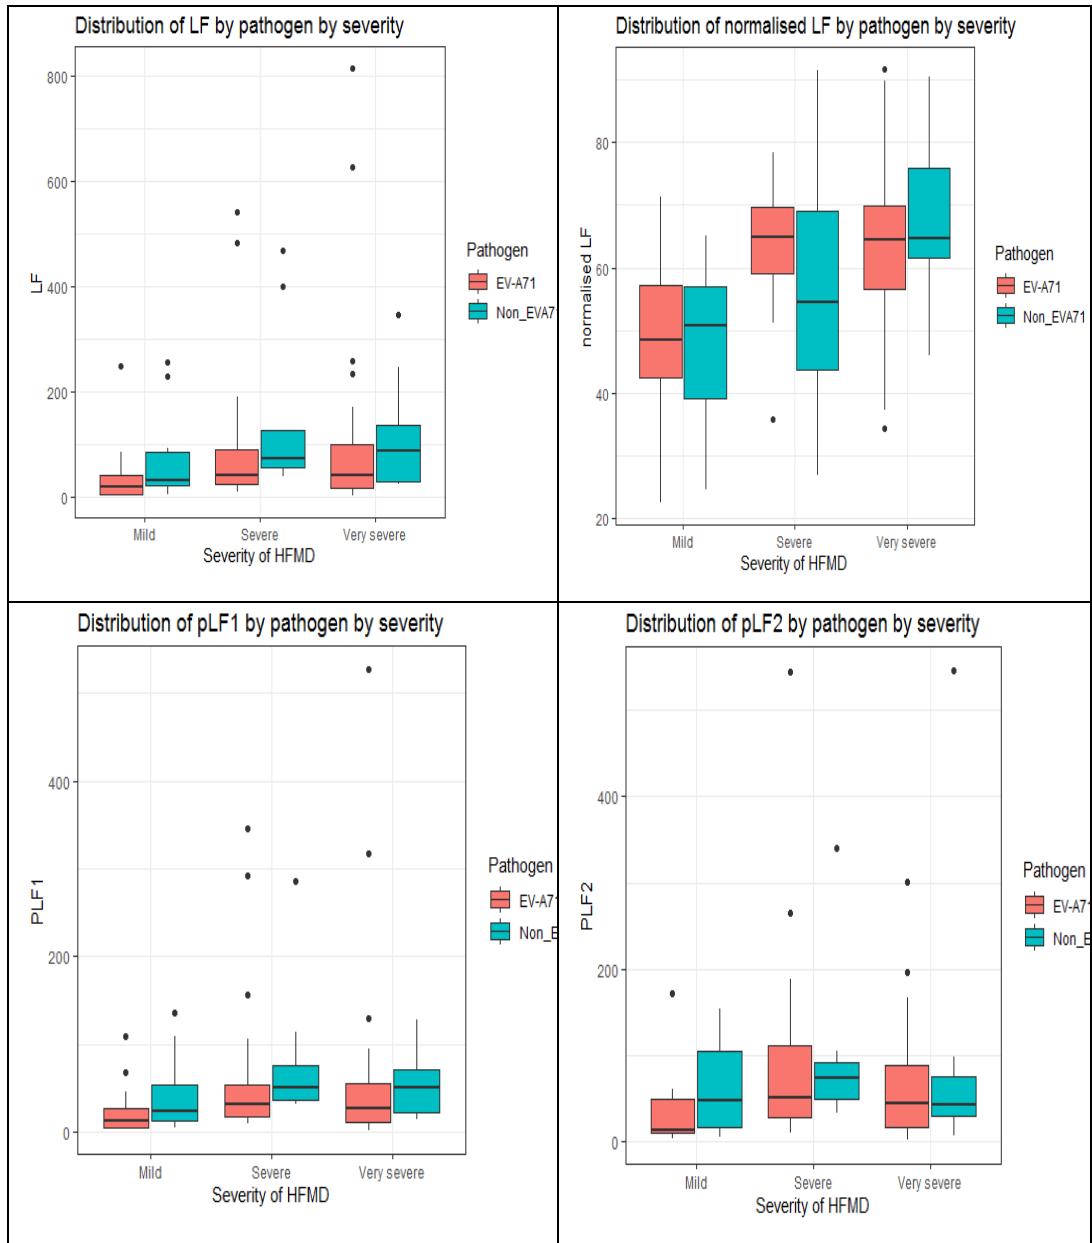 Distribution of LF by pathogen by severity
800
600
400
200
0
LF
Mild
Severe
Very severe
Severity of HFMD
Pathogen
EV-A71
Non_EVA71
Distribution of normalised LF by pathogen by severity
80
60
40
20
normalised LF
Mild
Severe
Very severe
Severity of HFMD
Pathogen
EV-A71
Non_EVA71
Distribution of pLF1 by pathogen by severity
400
200
0
PLF1
Mild
Severe
Very severe
Severity of HFMD
Pathogen
EV-A71
Non_E
Distribution of pLF2 by pathogen by severity
400
200
0
PLF2
Mild
Severe
Very severe
Severity of HFMD
Pathogen
EV-A71
Non_E